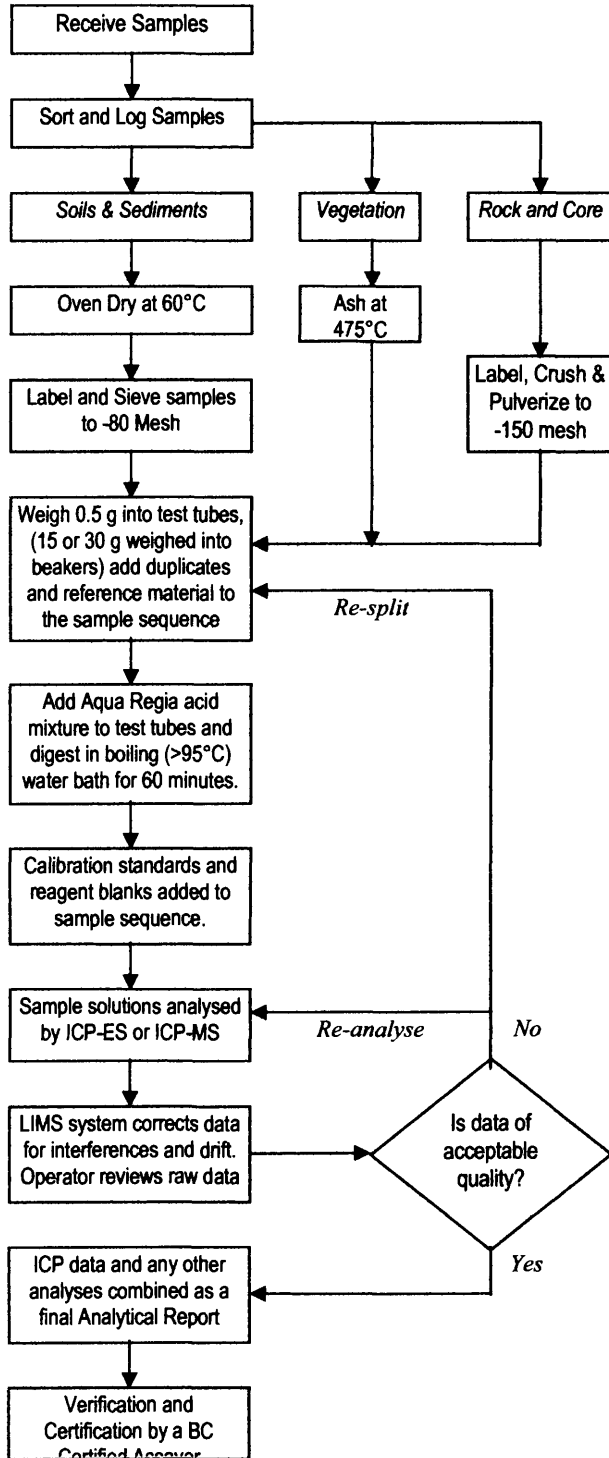 Receive Samples
Sort and Log Samples
Soils & Sediments
Vegetation
Rock and Core
Oven Dry at 60°C
Ash at
475°C
Label and Sieve samples
to -80 Mesh
Label, Crush &
Pulverize to
-150 mesh
Weigh 0.5 g into test tubes,
(15 or 30 g weighed into
beakers) add duplicates
and reference material to
the sample sequence
Re-split
Add Aqua Regia acid
mixture to test tubes and
digest in boiling (>95°C)
water bath for 60 minutes.
Calibration standards and
reagent blanks added to
sample sequence.
Sample solutions analysed
by ICP-ES or ICP-MS
Re-analyse
No
LIMS system corrects data
for interferences and drift.
Operator reviews raw data
Is data of
acceptable
quality?
Yes
ICP data and any other
analyses combined as a
final Analytical Report
Verification and
Certification by a BC
Certified Assayer